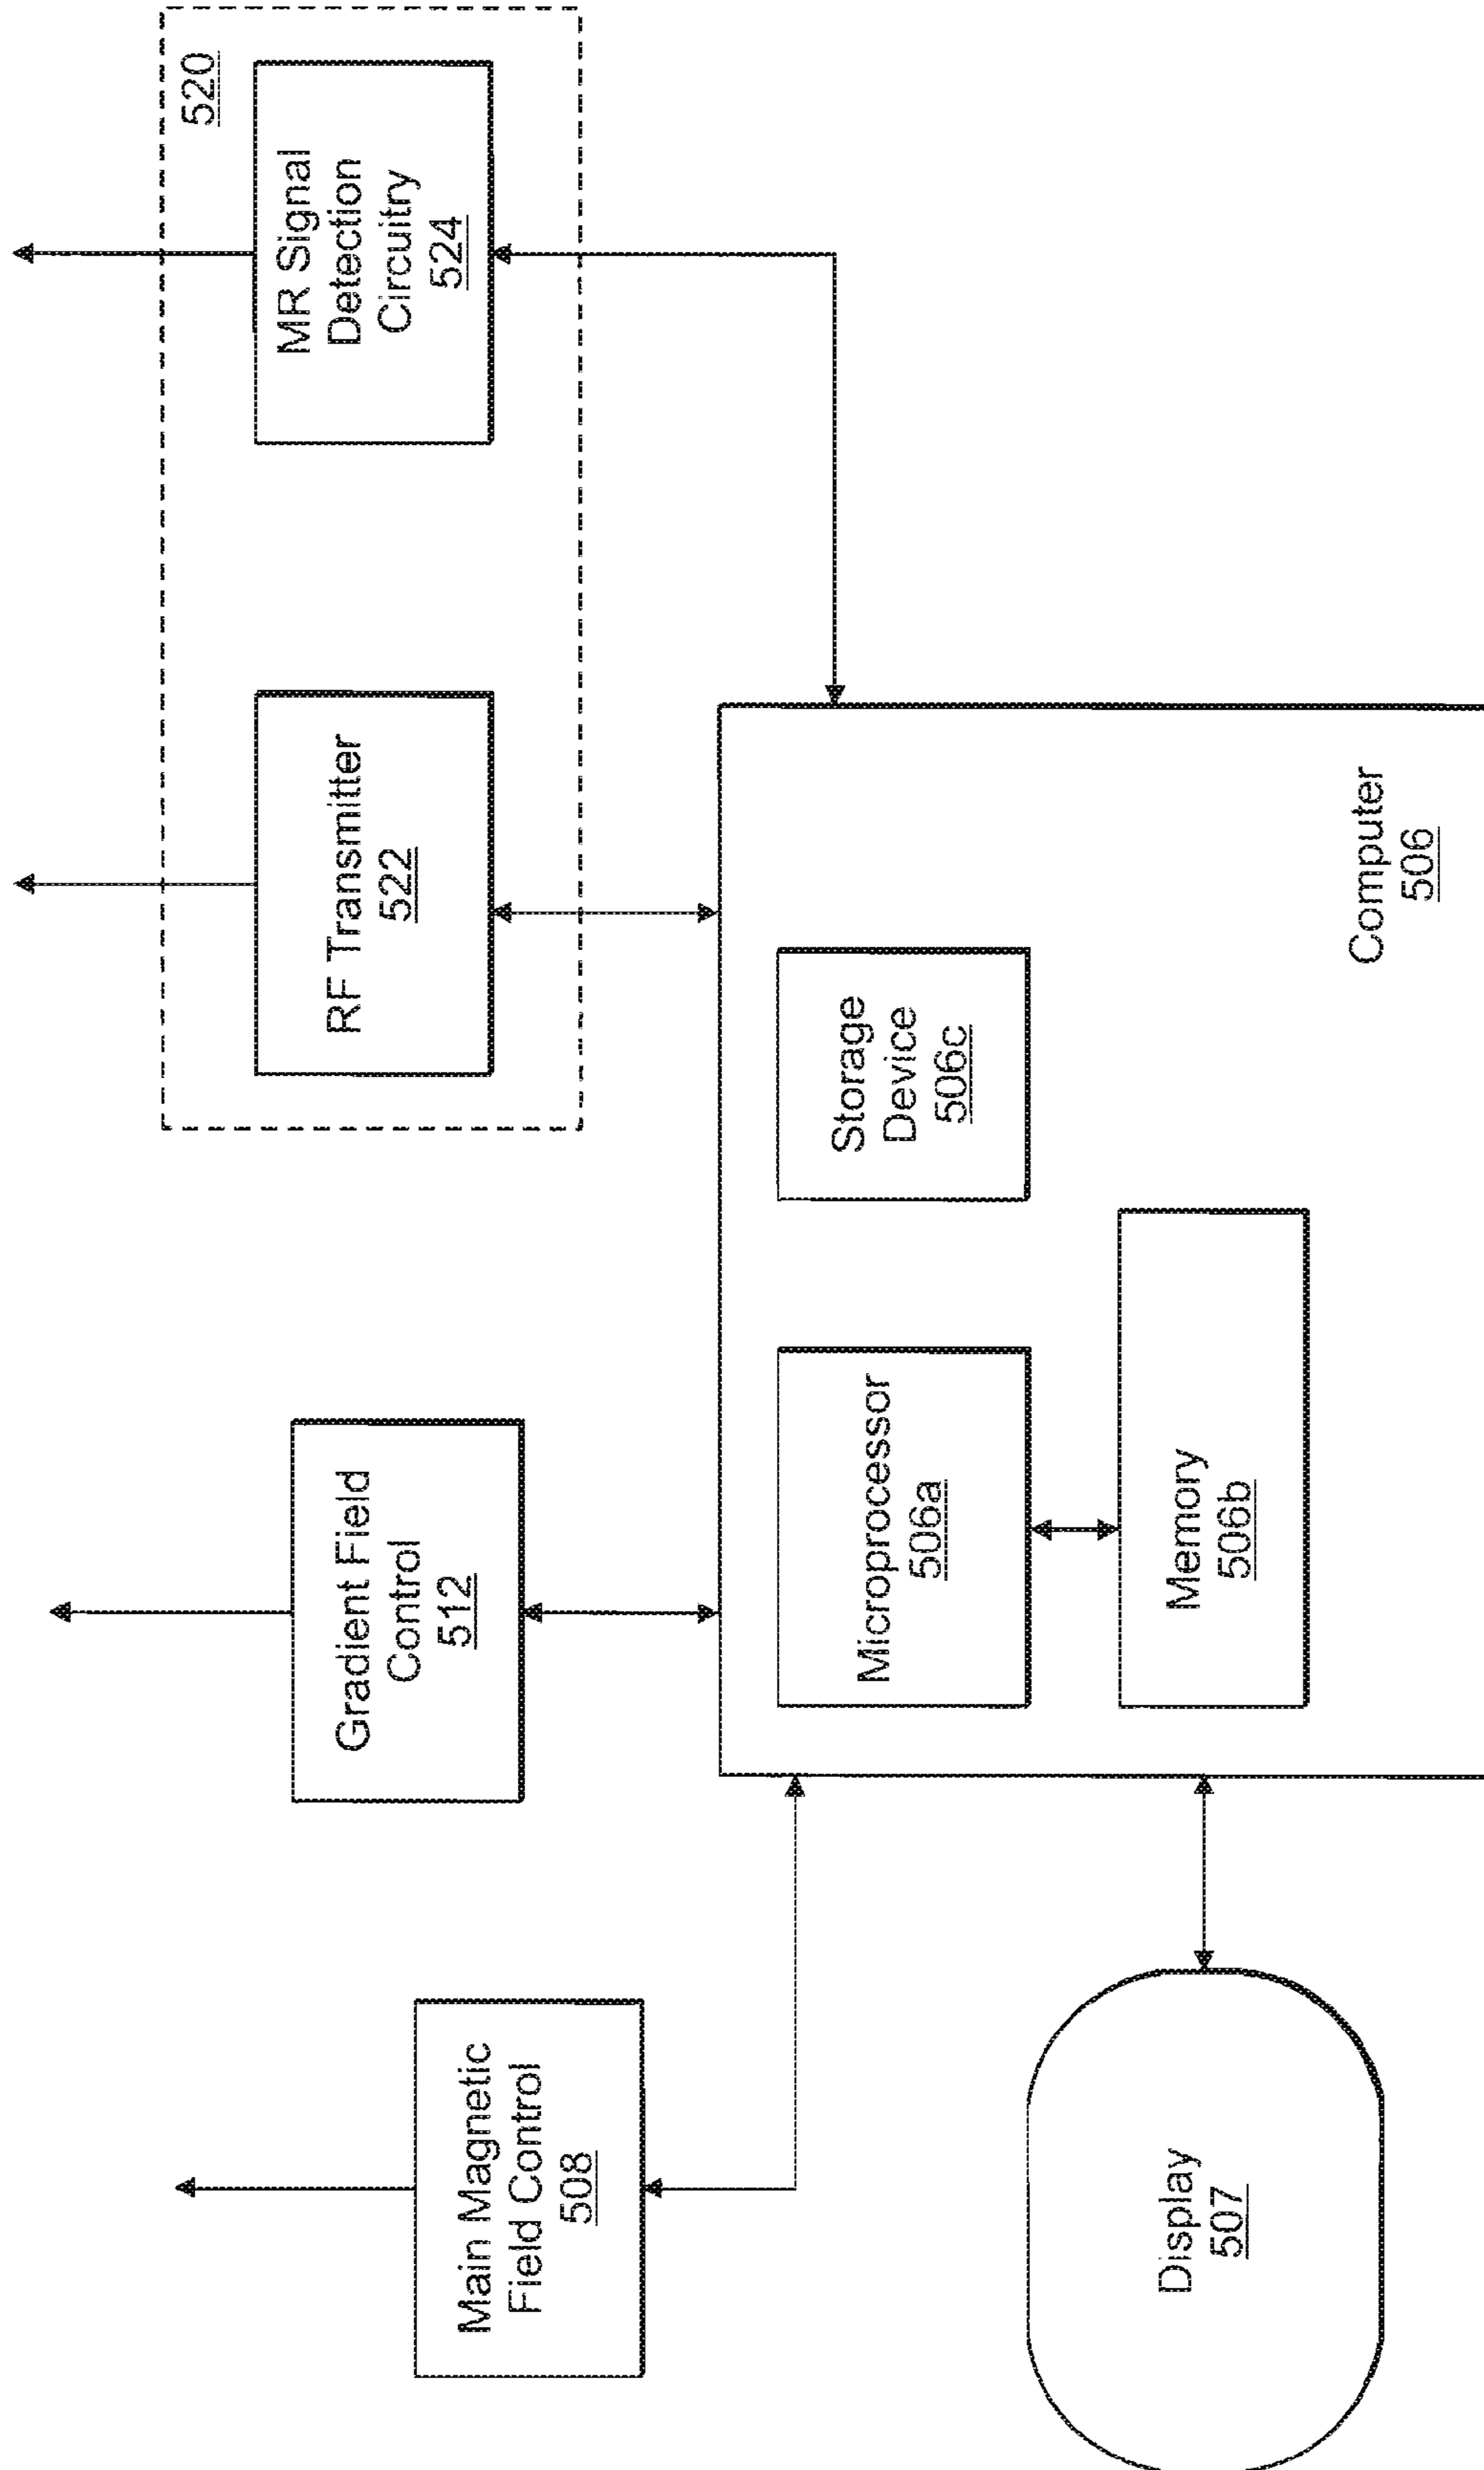 Main Magnetic
Field Control
508
Gradient Field
Control
512
RF Transmitter
522
520
MR Signal
Detection
Circuitry
524
Display
507
Microprocessor
506a
Memory
506b
Storage
Device
506c
Computer
506